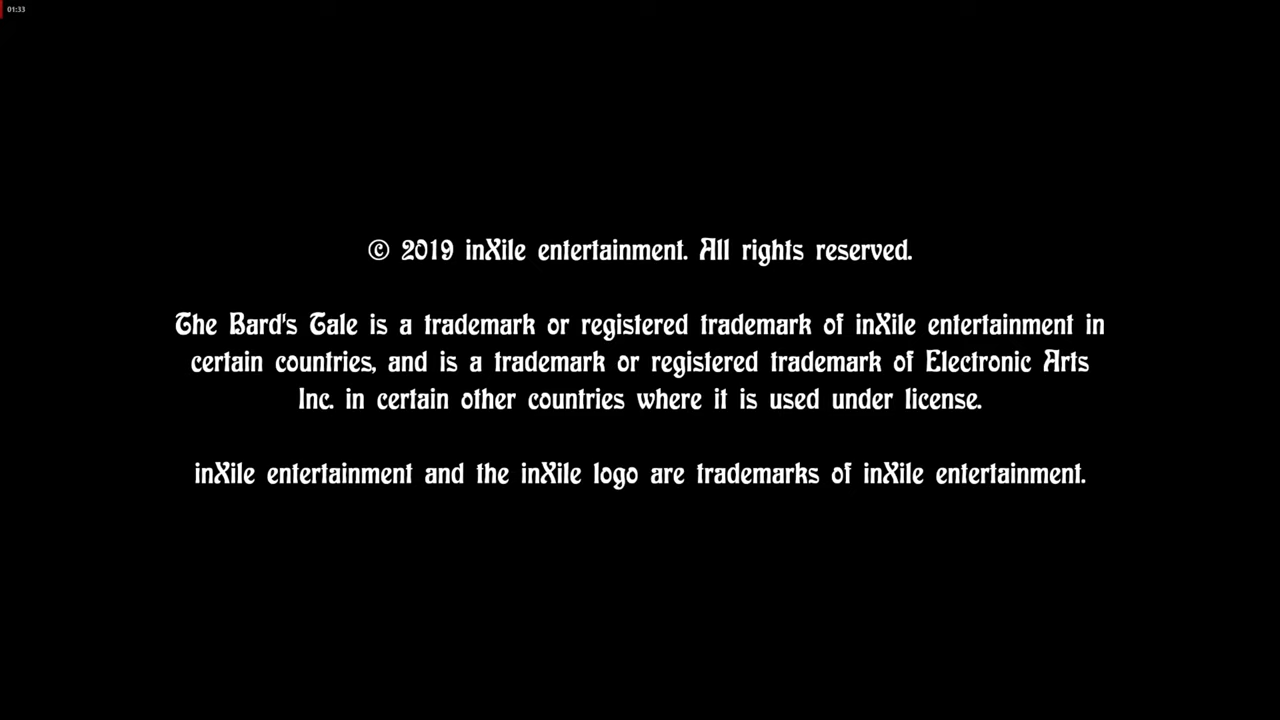 01:33
© 2019 inXile entertainment. All rights reserved.
The Bard's Tale is a trademark or registered trademark of inXile entertainment in
certain countries, and is a trademark or registered trademark of Electronic Arts
Inc. in certain other countries where it is used under license.
inXile entertainment and the inXile logo are trademarks of inXile entertainment.